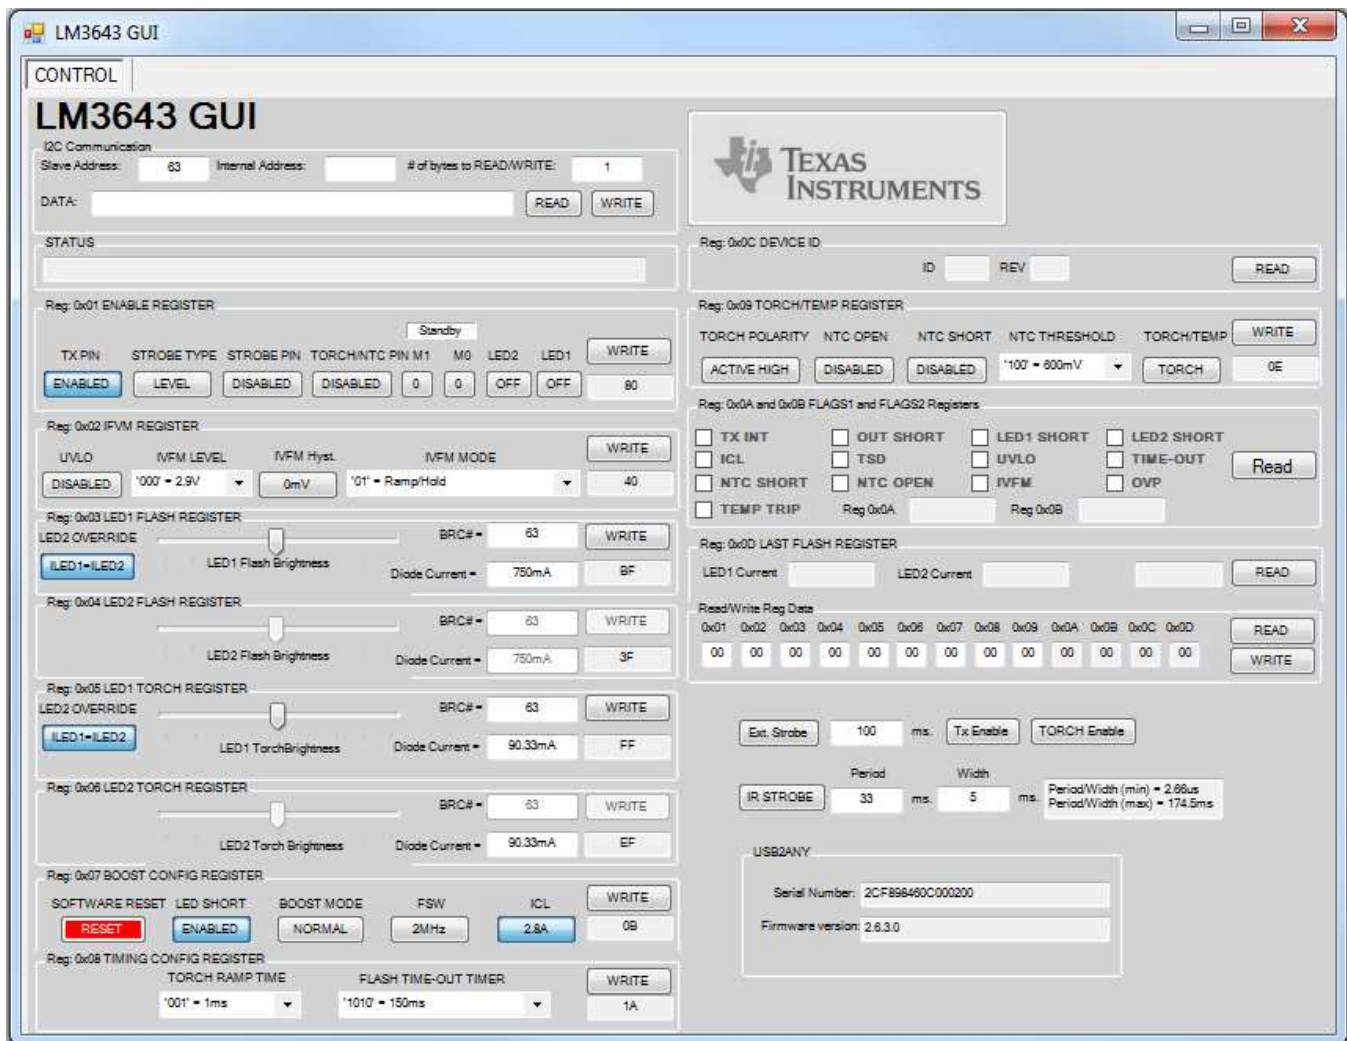 LM3643 GUI
CONTROL
LM3643 GUI
I2C Communication
Slave Address: 63 Internal Address: # of bytes to READ/WRITE: 1
DATA: READ WRITE
STATUS
Reg: 0x01 ENABLE REGISTER
Standby
TX PIN STROBE TYPE STROBE PIN TORCH/NTC PIN M1 M0 LED2 LED1 WRITE
ENABLED LEVEL DISABLED DISABLED 0 0 OFF OFF 80
Reg: 0x02 IFVM REGISTER
UVLO IVFM LEVEL IVFM Hyst. IVFM MODE WRITE
DISABLED '000' = 2.9V 0mV '01' = Ramp/Hold 40
Reg: 0x03 LED1 FLASH REGISTER
LED2 OVERRIDE BRC# = 63 WRITE
ILED1=ILED2 LED1 Flash Brightness Diode Current = 750mA BF
Reg: 0x04 LED2 FLASH REGISTER
BRC# = 63 WRITE
LED2 Flash Brightness Diode Current = 750mA 3F
Reg: 0x05 LED1 TORCH REGISTER
LED2 OVERRIDE BRC# = 63 WRITE
ILED1=ILED2 LED1 TorchBrightness Diode Current = 90.33mA FF
Reg: 0x06 LED2 TORCH REGISTER
BRC# = 63 WRITE
LED2 Torch Brightness Diode Current = 90.33mA EF
Reg: 0x07 BOOST CONFIG REGISTER
SOFTWARE RESET LED SHORT BOOST MODE FSW ICL WRITE
RESET ENABLED NORMAL 2MHz 2.8A 0B
Reg: 0x08 TIMING CONFIG REGISTER
TORCH RAMP TIME FLASH TIME-OUT TIMER WRITE
'001' = 1ms '1010' = 150ms 1A
TEXAS
INSTRUMENTS
Reg: 0x0C DEVICE ID
ID REV READ
Reg: 0x09 TORCH/TEMP REGISTER
TORCH POLARITY NTC OPEN NTC SHORT NTC THRESHOLD TORCH/TEMP WRITE
ACTIVE HIGH DISABLED DISABLED '100' = 600mV TORCH 0E
Reg: 0x0A and 0x0B FLAGS1 and FLAGS2 Registers
TX INT OUT SHORT LED1 SHORT LED2 SHORT
ICL TSD UVLO TIME-OUT Read
NTC SHORT NTC OPEN IVFM OVP
TEMP TRIP Reg 0x0A Reg 0x0B
Reg: 0x0D LAST FLASH REGISTER
LED1 Current LED2 Current READ
Read/Write Reg Data
0x01 0x02 0x03 0x04 0x05 0x06 0x07 0x08 0x09 0x0A 0x0B 0x0C 0x0D READ
00 00 00 00 00 00 00 00 00 00 00 00 00 WRITE
Ext. Strobe 100 ms. Tx Enable TORCH Enable
Period Width
IR STROBE 33 ms. 5 ms. Period/Width (min) = 2.66us
Period/Width (max) = 174.5ms
USB2ANY
Serial Number: 2CF898460C000200
Firmware version: 2.6.3.0